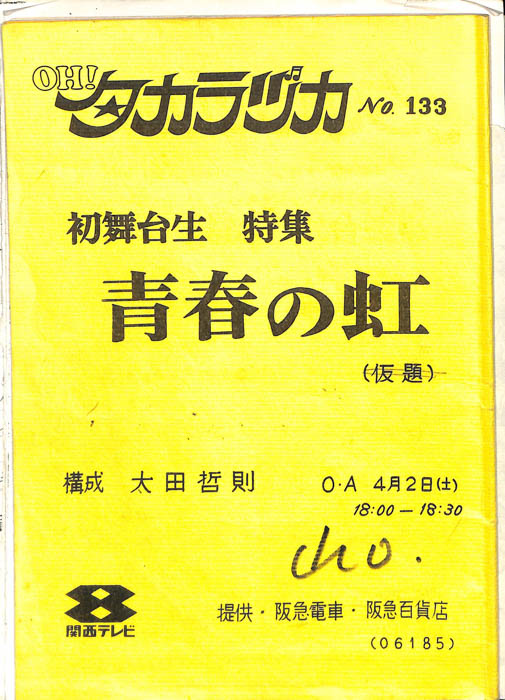 OH!タカラヅカ No. 133
初舞台生 特集
青春の虹
(仮題)
構成 太田哲則 O・A 4月2日(土)
18:00 — 18:30
cho.
関西テレビ
提供・阪急電車・阪急百貨店
(06185)